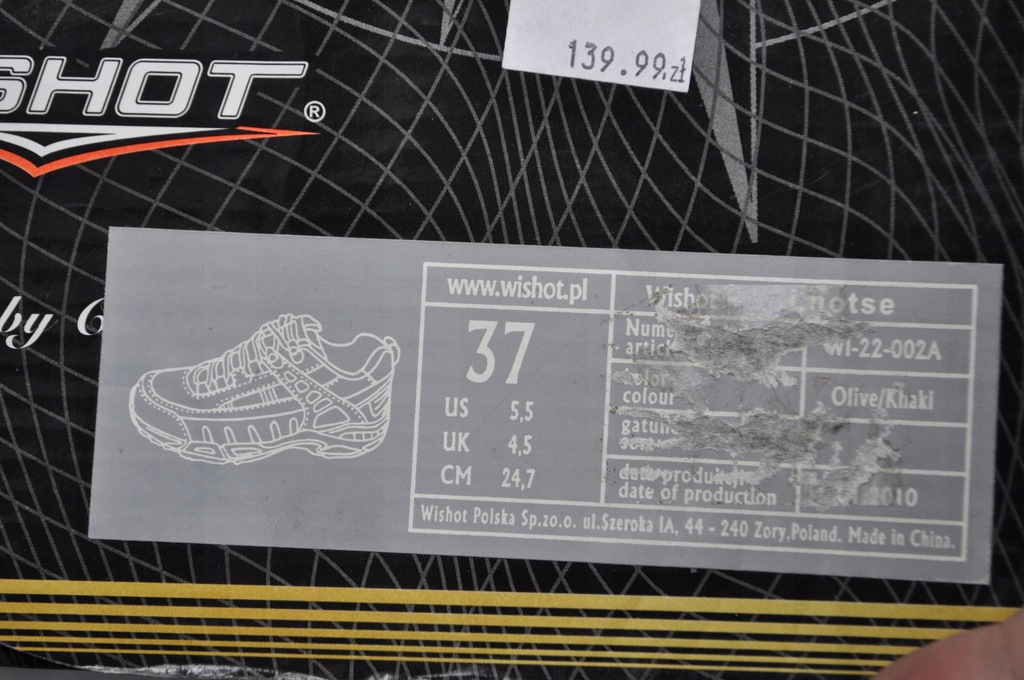 139.99zł
SHOT®
by
www.wishot.pl
37
US 5,5
UK 4,5
CM 24,7
Wishot
WI-22-002A
colour Olive/Khaki
date of production 2010
Wishot Polska Sp.zo.o. ul.Szeroka 1A, 44 - 240 Zory,Poland. Made in China.